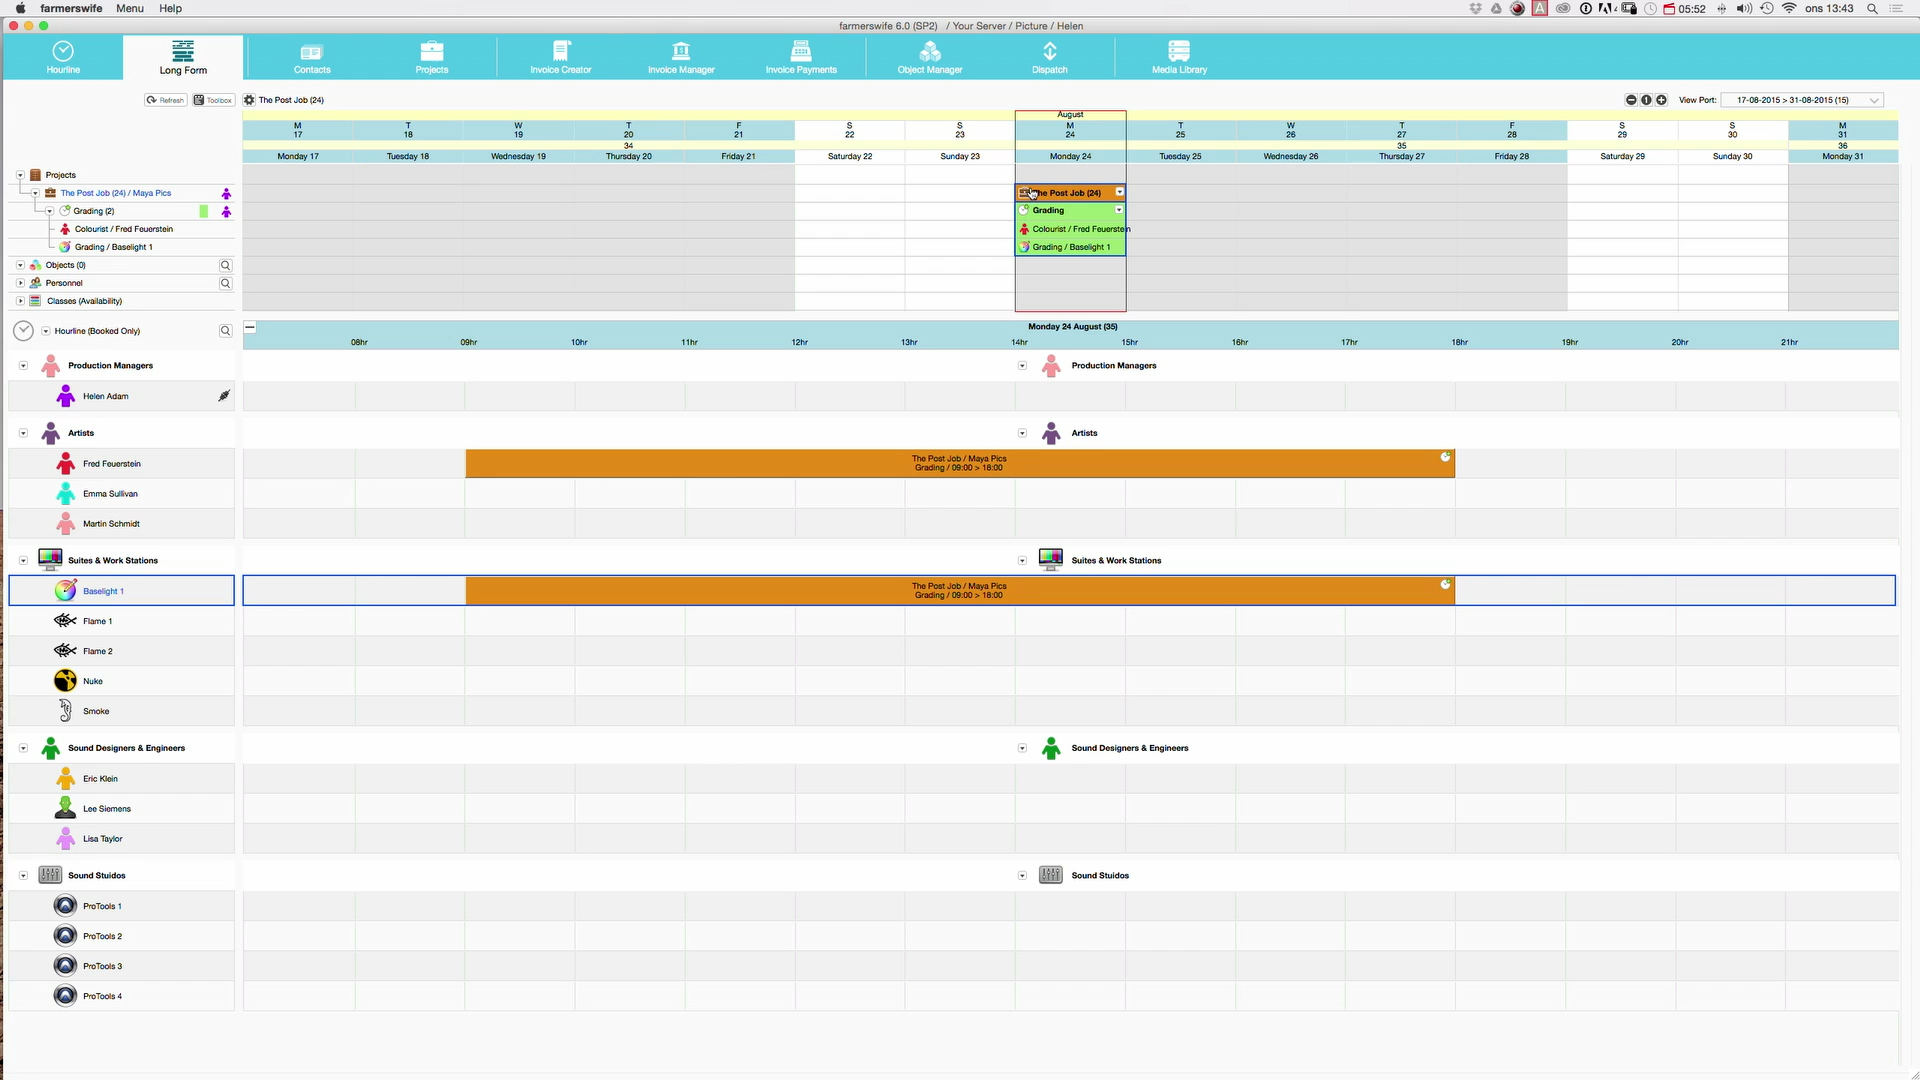 farmerswife Menu Help 05:52 ons 13:43
farmerswife 6.0 (SP2) / Your Server / Picture / Helen
Hourline Long Form Contacts Projects Invoice Creator Invoice Manager Invoice Payments Object Manager Dispatch Media Library
Refresh Toolbox The Post Job (24) View Port: 17-08-2015 > 31-08-2015 (15)
August
M T W T F S S M T W T F S S M
17 18 19 20 21 22 23 24 25 26 27 28 29 30 31
34 35 36
Monday 17 Tuesday 18 Wednesday 19 Thursday 20 Friday 21 Saturday 22 Sunday 23 Monday 24 Tuesday 25 Wednesday 26 Thursday 27 Friday 28 Saturday 29 Sunday 30 Monday 31
Projects
The Post Job (24) / Maya Pics he Post Job (24)
Grading (2) Grading
Colourist / Fred Feuerstein Colourist / Fred Feuerstein
Grading / Baselight 1 Grading / Baselight 1
Objects (0)
Personnel
Classes (Availability)
Hourline (Booked Only) Monday 24 August (35)
08hr 09hr 10hr 11hr 12hr 13hr 14hr 15hr 16hr 17hr 18hr 19hr 20hr 21hr
Production Managers Production Managers
Helen Adam
Artists Artists
Fred Feuerstein The Post Job / Maya Pics
Grading / 09:00 > 18:00
Emma Sullivan
Martin Schmidt
Suites & Work Stations Suites & Work Stations
Baselight 1 The Post Job / Maya Pics
Grading / 09:00 > 18:00
Flame 1
Flame 2
Nuke
Smoke
Sound Designers & Engineers Sound Designers & Engineers
Eric Klein
Lee Siemens
Lisa Taylor
Sound Stuidos Sound Stuidos
ProTools 1
ProTools 2
ProTools 3
ProTools 4